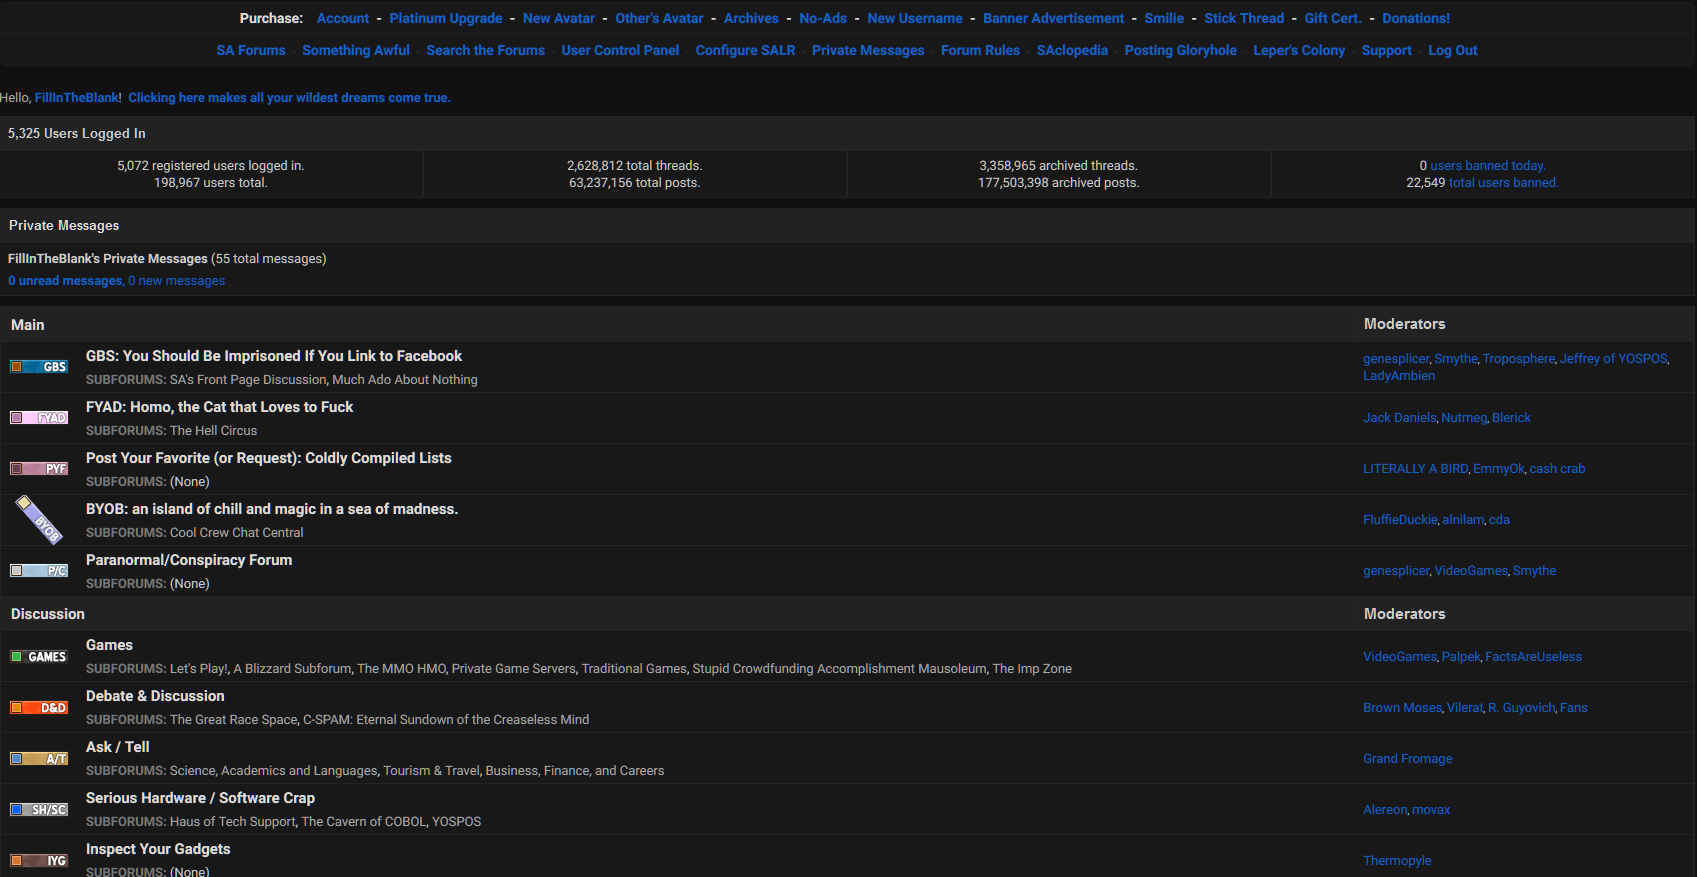 Purchase: Account - Platinum Upgrade - New Avatar - Other's Avatar - Archives - No-Ads - New Username - Banner Advertisement - Smilie - Stick Thread - Gift Cert. - Donations!
SA Forums · Something Awful · Search the Forums · User Control Panel · Configure SALR · Private Messages · Forum Rules · SAclopedia · Posting Gloryhole · Leper's Colony · Support · Log Out
Hello, FillInTheBlank! Clicking here makes all your wildest dreams come true.
5,325 Users Logged In
5,072 registered users logged in.
198,967 users total.
2,628,812 total threads.
63,237,156 total posts.
3,358,965 archived threads.
177,503,398 archived posts.
0 users banned today.
22,549 total users banned.
Private Messages
FillInTheBlank's Private Messages (55 total messages)
0 unread messages, 0 new messages
Main
Moderators
GBS
GBS: You Should Be Imprisoned If You Link to Facebook
SUBFORUMS: SA's Front Page Discussion, Much Ado About Nothing
genesplicer, Smythe, Troposphere, Jeffrey of YOSPOS,
LadyAmbien
FYAD
FYAD: Homo, the Cat that Loves to Fuck
SUBFORUMS: The Hell Circus
Jack Daniels, Nutmeg, Blerick
PYF
Post Your Favorite (or Request): Coldly Compiled Lists
SUBFORUMS: (None)
LITERALLY A BIRD, EmmyOk, cash crab
BYOB
BYOB: an island of chill and magic in a sea of madness.
SUBFORUMS: Cool Crew Chat Central
FluffieDuckie, alnilam, cda
P/C
Paranormal/Conspiracy Forum
SUBFORUMS: (None)
genesplicer, VideoGames, Smythe
Discussion
Moderators
GAMES
Games
SUBFORUMS: Let's Play!, A Blizzard Subforum, The MMO HMO, Private Game Servers, Traditional Games, Stupid Crowdfunding Accomplishment Mausoleum, The Imp Zone
VideoGames, Palpek, FactsAreUseless
D&D
Debate & Discussion
SUBFORUMS: The Great Race Space, C-SPAM: Eternal Sundown of the Creaseless Mind
Brown Moses, Vilerat, R. Guyovich, Fans
A/T
Ask / Tell
SUBFORUMS: Science, Academics and Languages, Tourism & Travel, Business, Finance, and Careers
Grand Fromage
SH/SC
Serious Hardware / Software Crap
SUBFORUMS: Haus of Tech Support, The Cavern of COBOL, YOSPOS
Alereon, movax
IYG
Inspect Your Gadgets
SUBFORUMS: (None)
Thermopyle